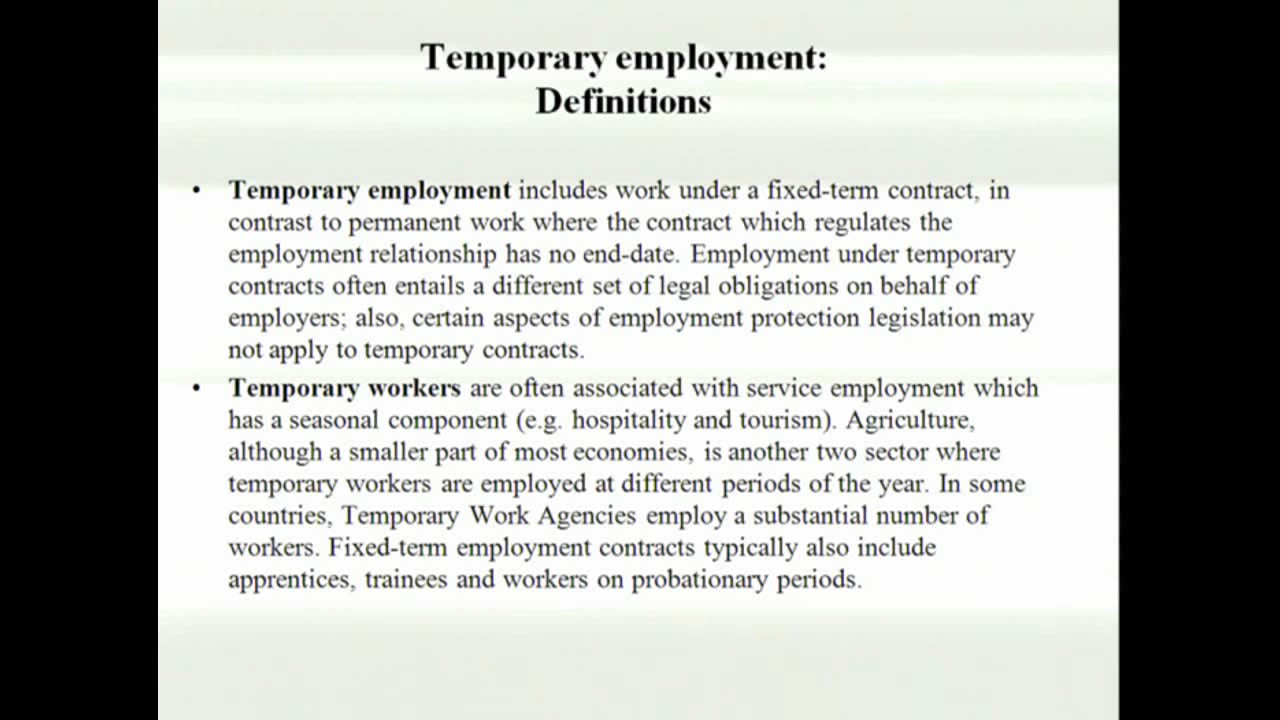 Temporary employment:
Definitions
• Temporary employment includes work under a fixed-term contract, in
contrast to permanent work where the contract which regulates the
employment relationship has no end-date. Employment under temporary
contracts often entails a different set of legal obligations on behalf of
employers; also, certain aspects of employment protection legislation may
not apply to temporary contracts.
• Temporary workers are often associated with service employment which
has a seasonal component (e.g. hospitality and tourism). Agriculture,
although a smaller part of most economies, is another two sector where
temporary workers are employed at different periods of the year. In some
countries, Temporary Work Agencies employ a substantial number of
workers. Fixed-term employment contracts typically also include
apprentices, trainees and workers on probationary periods.